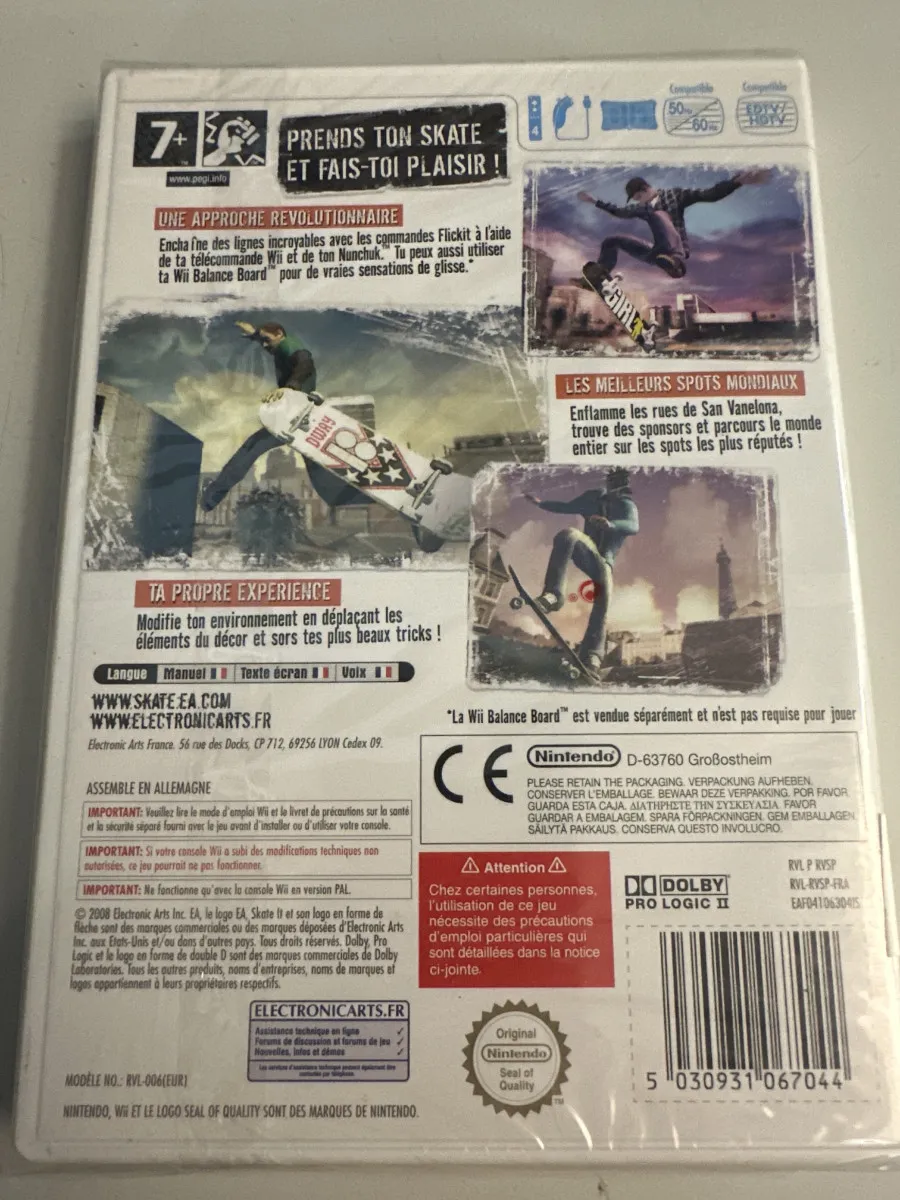 7+
www.pegi.info
PRENDS TON SKATE
ET FAIS-TOI PLAISIR !
4
Compatible
50Hz
60Hz
Compatible
EDTV/
HDTV
UNE APPROCHE REVOLUTIONNAIRE
Enchaîne des lignes incroyables avec les commandes Flickit à l'aide
de ta télécommande Wii et de ton Nunchuk.™ Tu peux aussi utiliser
ta Wii Balance Board™ pour de vraies sensations de glisse.*
GIRL
LES MEILLEURS SPOTS MONDIAUX
Enflamme les rues de San Vanelona,
trouve des sponsors et parcours le monde
entier sur les spots les plus réputés !
DWAY
TA PROPRE EXPERIENCE
Modifie ton environnement en déplaçant les
éléments du décor et sors tes plus beaux tricks !
Langue Manuel Texte écran Voix
WWW.SKATE.EA.COM
WWW.ELECTRONICARTS.FR
Electronic Arts France. 56 rue des Docks, CP 712, 69256 LYON Cedex 09.
*La Wii Balance Board™ est vendue séparément et n'est pas requise pour jouer
CE
Nintendo® D-63760 Großostheim
PLEASE RETAIN THE PACKAGING. VERPACKUNG AUFHEBEN.
CONSERVER L'EMBALLAGE. BEWAAR DEZE VERPAKKING. POR FAVOR
GUARDA ESTA CAJA. ΔΙΑΤΗΡΗΣΤΕ ΤΗΝ ΣΥΣΚΕΥΑΣΙΑ. FAVOR
GUARDAR A EMBALAGEM. SPARA FÖRPACKNINGEN. GEM EMBALLAGEN
SÄILYTÄ PAKKAUS. CONSERVA QUESTO INVOLUCRO.
ASSEMBLE EN ALLEMAGNE
IMPORTANT: Veuillez lire le mode d'emploi Wii et le livret de précautions sur la santé
et la sécurité séparé fourni avec le jeu avant d'installer ou d'utiliser votre console.
IMPORTANT: Si votre console Wii a subi des modifications techniques non
autorisées, ce jeu pourrait ne pas fonctionner.
IMPORTANT: Ne fonctionne qu'avec la console Wii en version PAL.
Attention
Chez certaines personnes,
l'utilisation de ce jeu
nécessite des précautions
d'emploi particulières qui
sont détaillées dans la notice
ci-jointe.
DOLBY
PRO LOGIC II
RVL P RVSP
RVL-RVSP-FRA
EAF04106304IS
© 2008 Electronic Arts Inc. EA, le logo EA, Skate It et son logo en forme de
flèche sont des marques commerciales ou des marques déposées d'Electronic Arts
Inc. aux Etats-Unis et/ou dans d'autres pays. Tous droits réservés. Dolby, Pro
Logic et le logo en forme de double D sont des marques commerciales de Dolby
Laboratories. Tous les autres produits, noms d'entreprises, noms de marques et
logos appartiennent à leurs propriétaires respectifs.
ELECTRONICARTS.FR
Assistance technique en ligne
Forums de discussion et forums de jeu
Nouvelles, infos et démos
Les services d'assistance technique peuvent également être
contactés par téléphone
Original
Nintendo
Seal of
Quality
TM
5 030931 067044
MODÈLE NO.: RVL-006(EUR)
NINTENDO, Wii ET LE LOGO SEAL OF QUALITY SONT DES MARQUES DE NINTENDO.